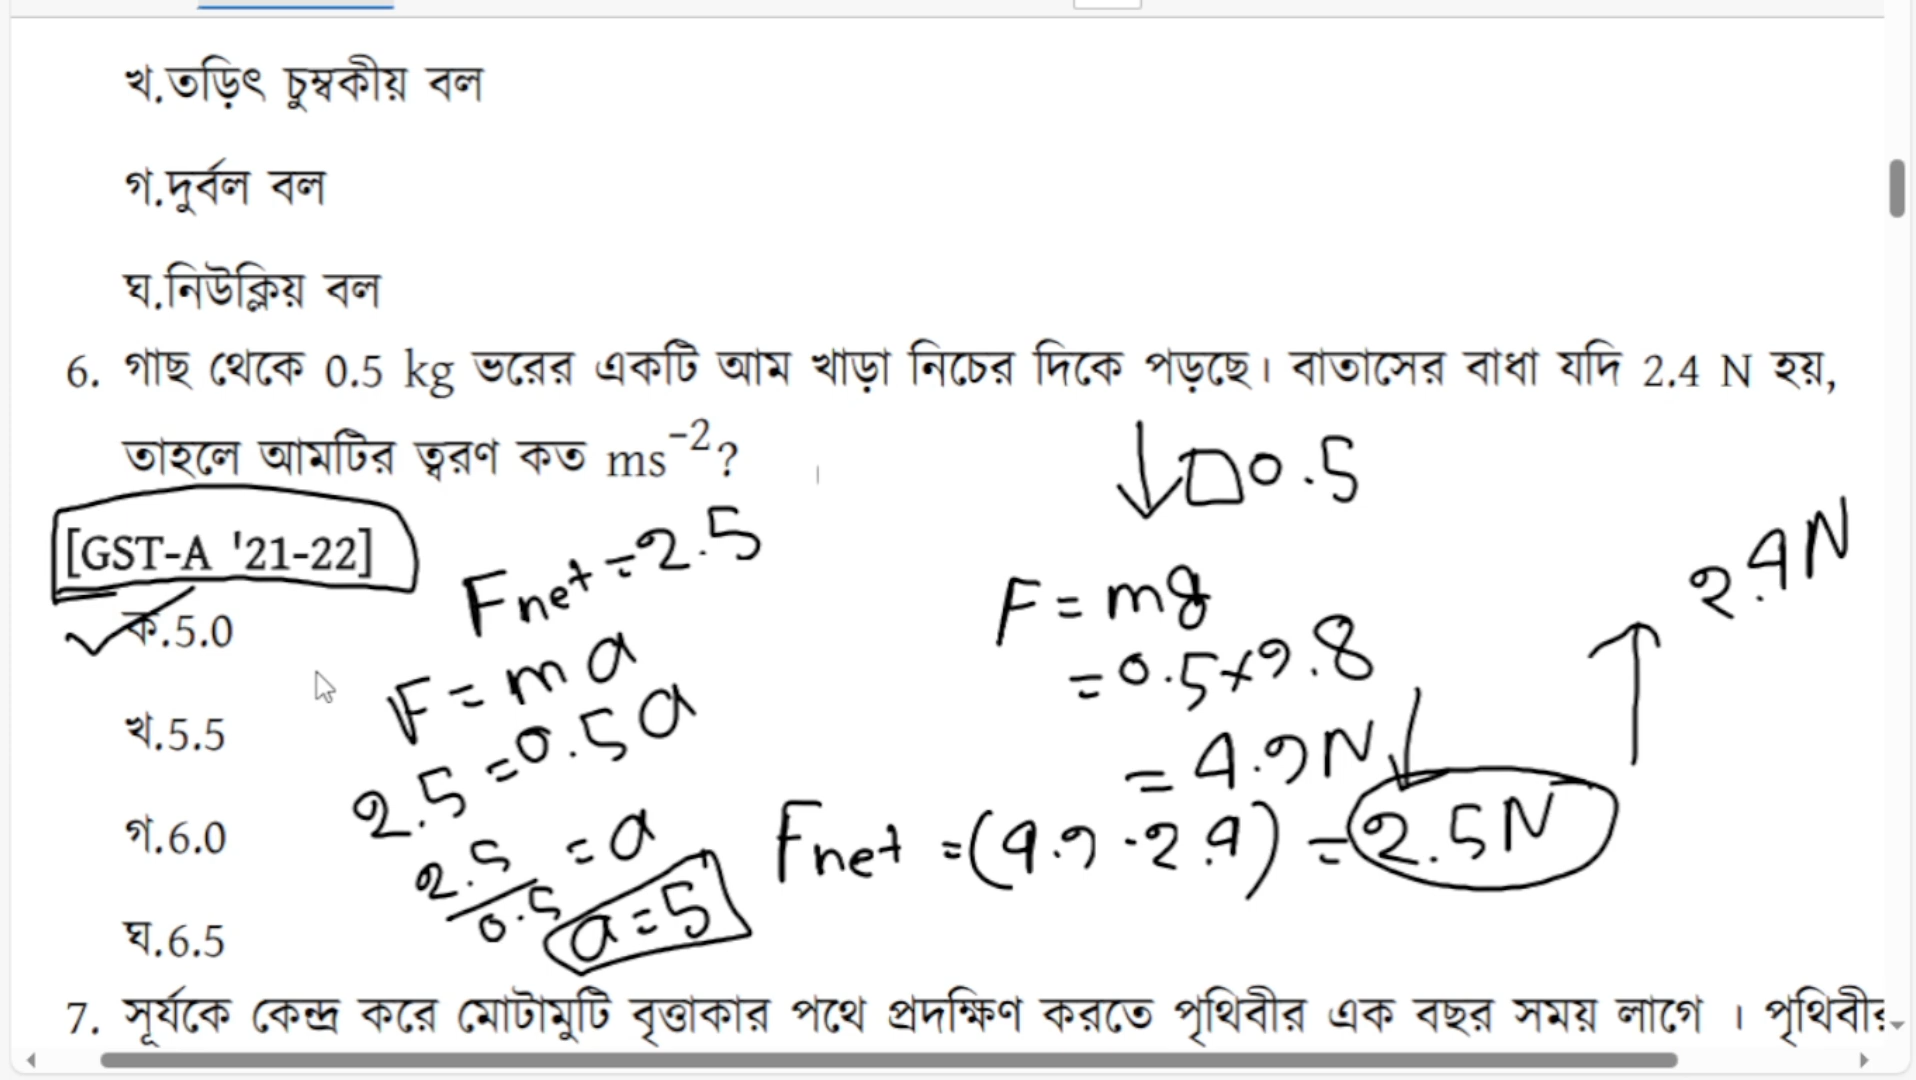 খ.তড়িৎ চুম্বকীয় বল
গ.দুর্বল বল
ঘ.নিউক্লিয় বল
6. গাছ থেকে 0.5 kg ভরের একটি আম খাড়া নিচের দিকে পড়ছে। বাতাসের বাধা যদি 2.4 N হয়,
তাহলে আমটির ত্বরণ কত ms⁻²?
0.5
[GST-A '21-22]
ক.5.0
খ.5.5
গ.6.0
ঘ.6.5
Fnet = 2.5
F = ma
2.5 = 0.5a
2.5/0.5 = a
a = 5
F = mg
= 0.5×9.8
= 4.9N
2.4N
Fnet = (4.9-2.4) = 2.5N
7. সূর্যকে কেন্দ্র করে মোটামুটি বৃত্তাকার পথে প্রদক্ষিণ করতে পৃথিবীর এক বছর সময় লাগে । পৃথিবীর